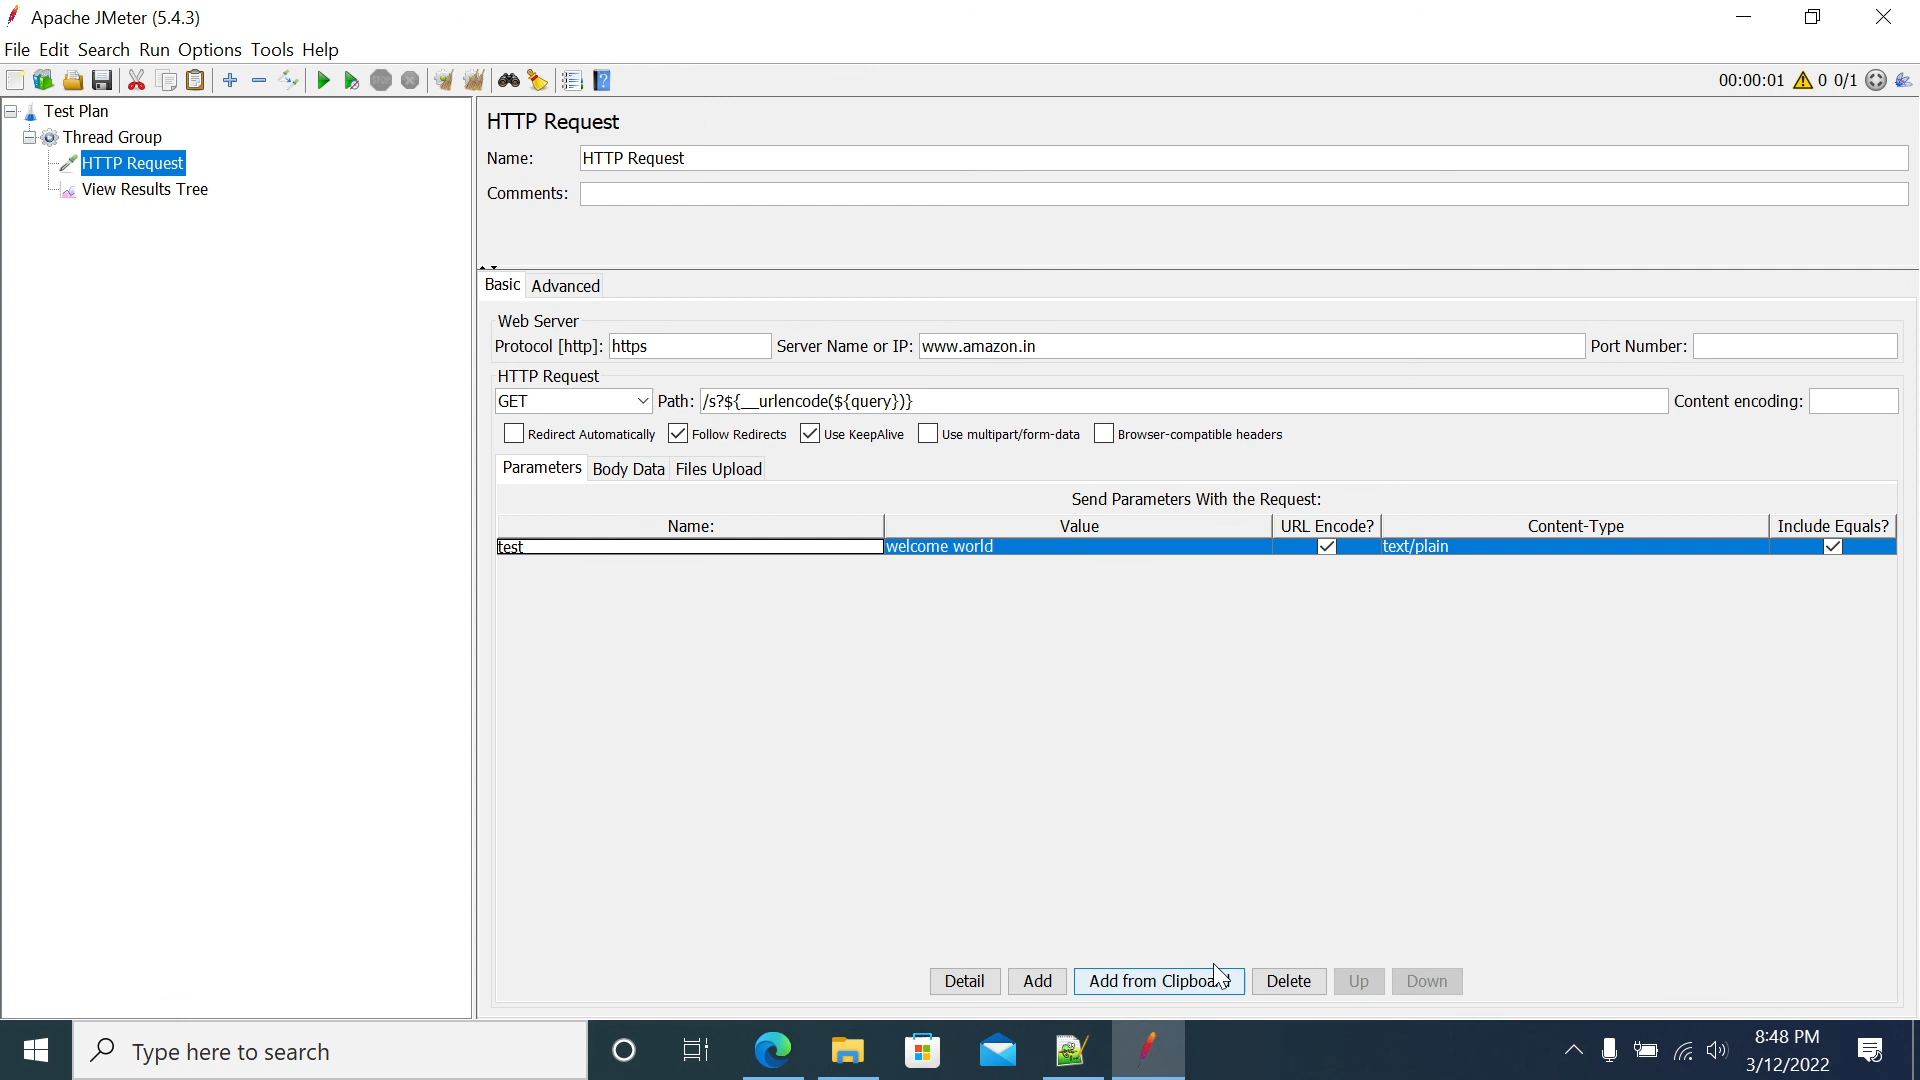 Apache JMeter (5.4.3)
File Edit Search Run Options Tools Help
00:00:01 0 0/1
Test Plan
Thread Group
HTTP Request
View Results Tree
HTTP Request
Name: HTTP Request
Comments:
Basic Advanced
Web Server
Protocol [http]: https Server Name or IP: www.amazon.in Port Number:
HTTP Request
GET Path: /s?${__urlencode(${query})} Content encoding:
Redirect Automatically Follow Redirects Use KeepAlive Use multipart/form-data Browser-compatible headers
Parameters Body Data Files Upload
Send Parameters With the Request:
Name: Value URL Encode? Content-Type Include Equals?
test welcome world text/plain
Detail Add Add from Clipboard Delete Up Down
Type here to search
8:48 PM
3/12/2022